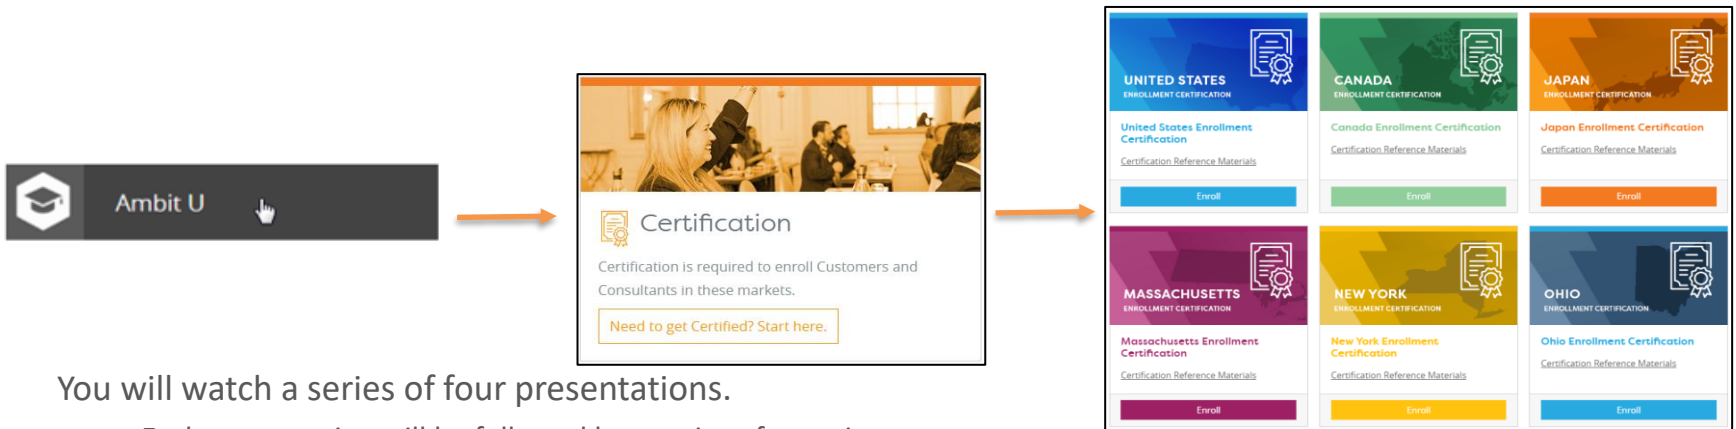 Ambit U
Certification
Certification is required to enroll Customers and
Consultants in these markets.
Need to get Certified? Start here.
UNITED STATES
ENROLLMENT CERTIFICATION
United States Enrollment
Certification
Certification Reference Materials
Enroll
CANADA
ENROLLMENT CERTIFICATION
Canada Enrollment Certification
Certification Reference Materials
Enroll
JAPAN
ENROLLMENT CERTIFICATION
Japan Enrollment Certification
Certification Reference Materials
Enroll
MASSACHUSETTS
ENROLLMENT CERTIFICATION
Massachusetts Enrollment
Certification
Certification Reference Materials
Enroll
NEW YORK
ENROLLMENT CERTIFICATION
New York Enrollment
Certification
Certification Reference Materials
Enroll
OHIO
ENROLLMENT CERTIFICATION
Ohio Enrollment Certification
Certification Reference Materials
Enroll
You will watch a series of four presentations.